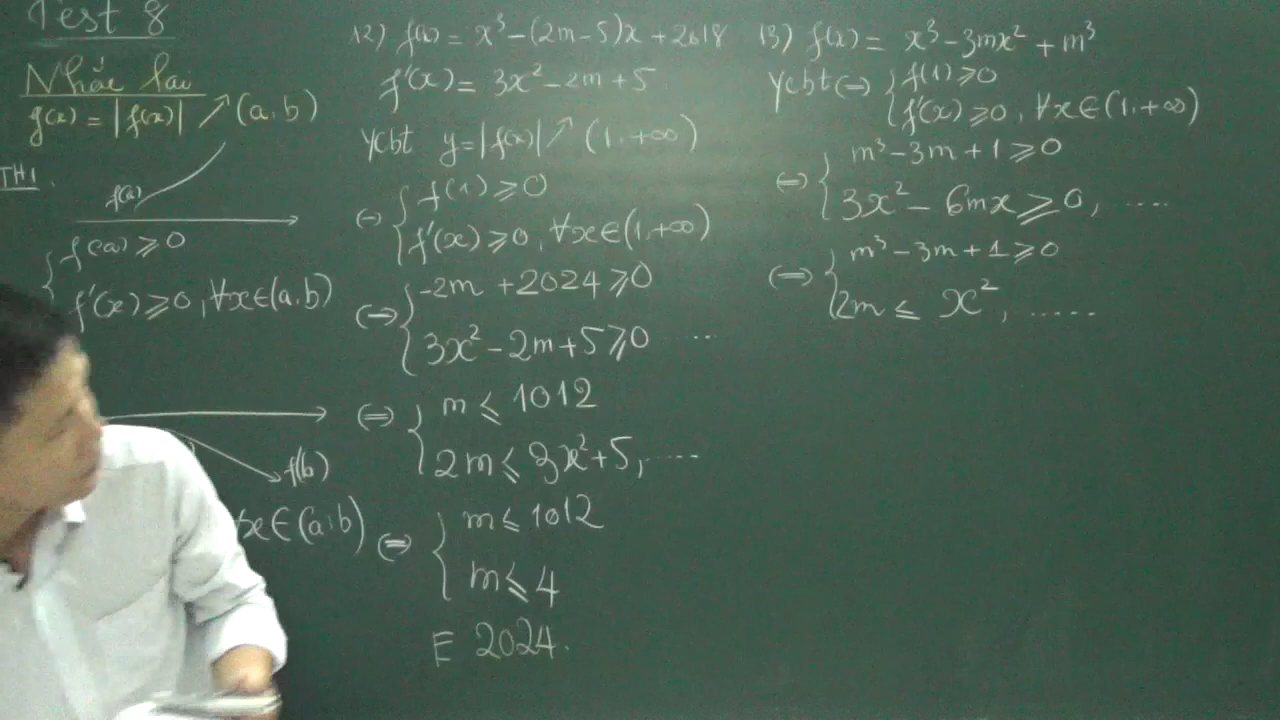 Test 8
Nhắc lại
g(x) = |f(x)| ↗ (a,b)
TH1.
f(a)
{ f(a) ⩾ 0
f'(x) ⩾ 0, ∀x∈(a,b)
f(b)
∀x∈(a;b)
12) f(x) = x³ - (2m-5)x + 2018
f'(x) = 3x² - 2m + 5
Ycbt y = |f(x)| ↗ (1,+∞)
(=) { f(1) ⩾ 0
f'(x) ⩾ 0, ∀x∈(1,+∞)
(=) { -2m + 2024 ⩾ 0
3x² - 2m + 5 ⩾ 0 ....
(=) { m ⩽ 1012
2m ⩽ 3x² + 5, .....
(=) { m ⩽ 1012
m ⩽ 4
E 2024.
13) f(x) = x³ - 3mx² + m³
Ycbt (=) { f(1) ⩾ 0
f'(x) ⩾ 0, ∀x∈(1,+∞)
(=) { m³ - 3m + 1 ⩾ 0
3x² - 6mx ⩾ 0, ....
(=) { m³ - 3m + 1 ⩾ 0
2m ⩽ x², .....